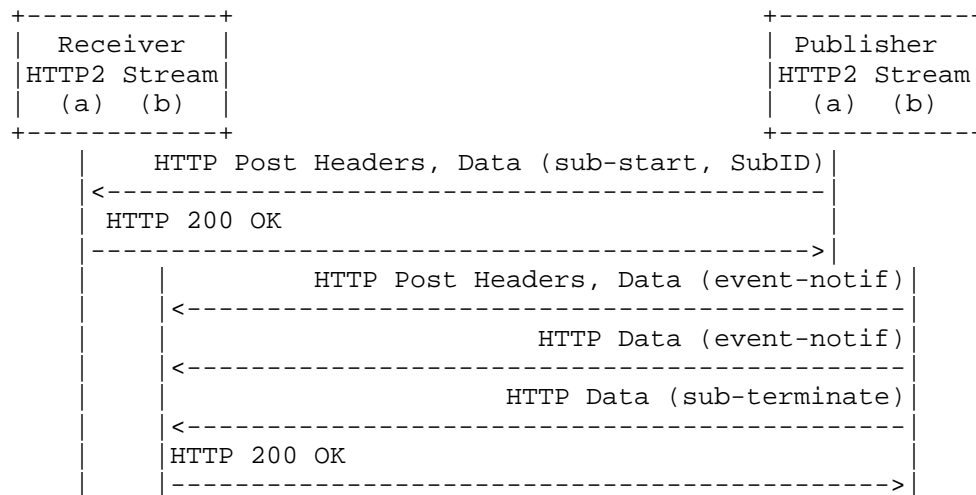 Receiver Publisher
HTTP2 Stream HTTP2 Stream
(a) (b) (a) (b)
HTTP Post Headers, Data (sub-start, SubID)
HTTP 200 OK
HTTP Post Headers, Data (event-notif)
HTTP Data (event-notif)
HTTP Data (sub-terminate)
HTTP 200 OK